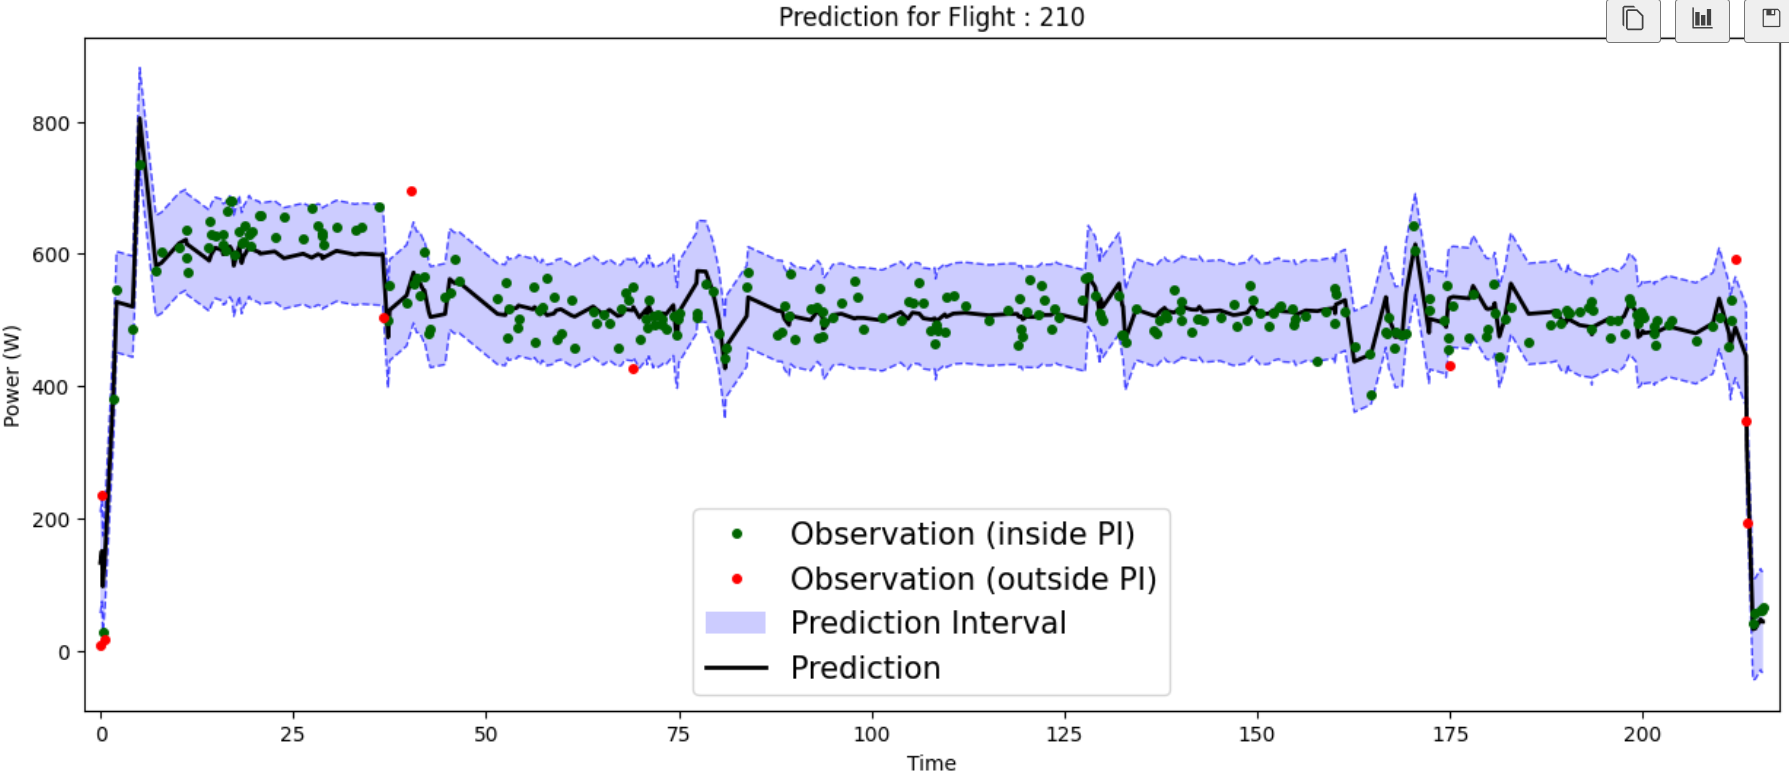 Prediction for Flight : 210
Power (W)
800
600
400
200
0
Observation (inside PI)
Observation (outside PI)
Prediction Interval
Prediction
0 25 50 75 100 125 150 175 200
Time